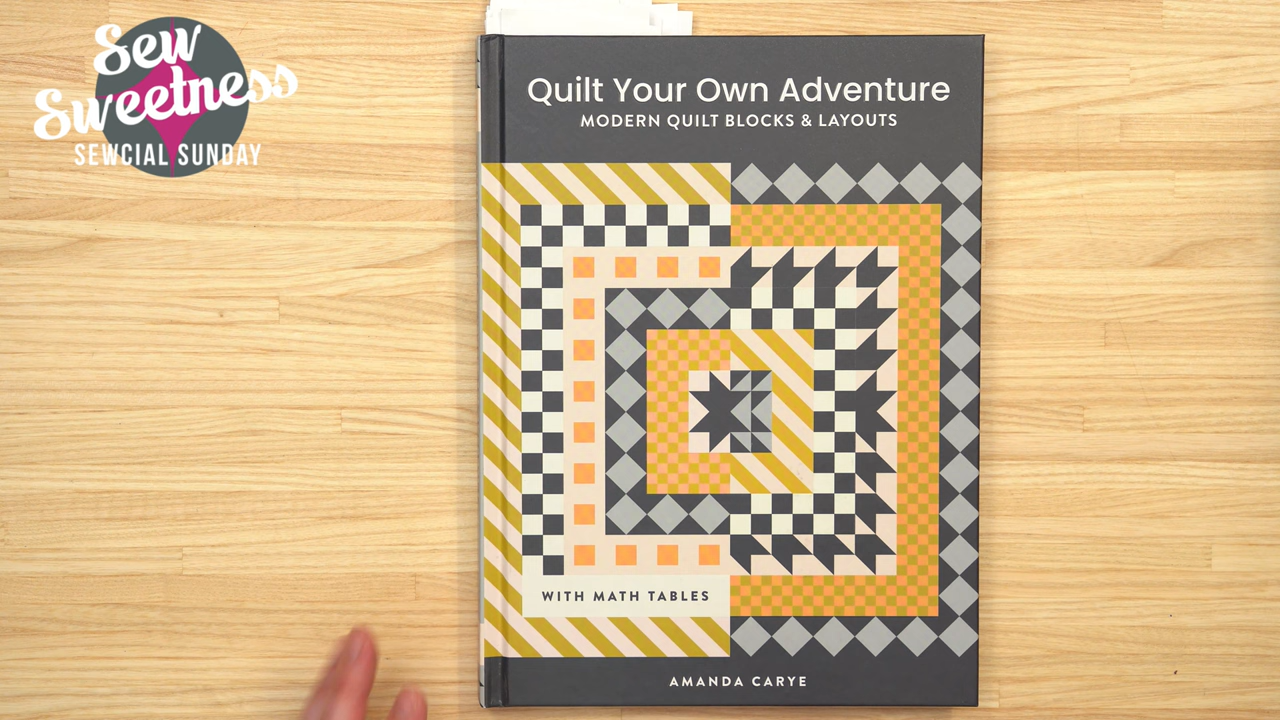 Sew
Sweetness
SEWCIAL SUNDAY
Quilt Your Own Adventure
MODERN QUILT BLOCKS & LAYOUTS
WITH MATH TABLES
AMANDA CARYE